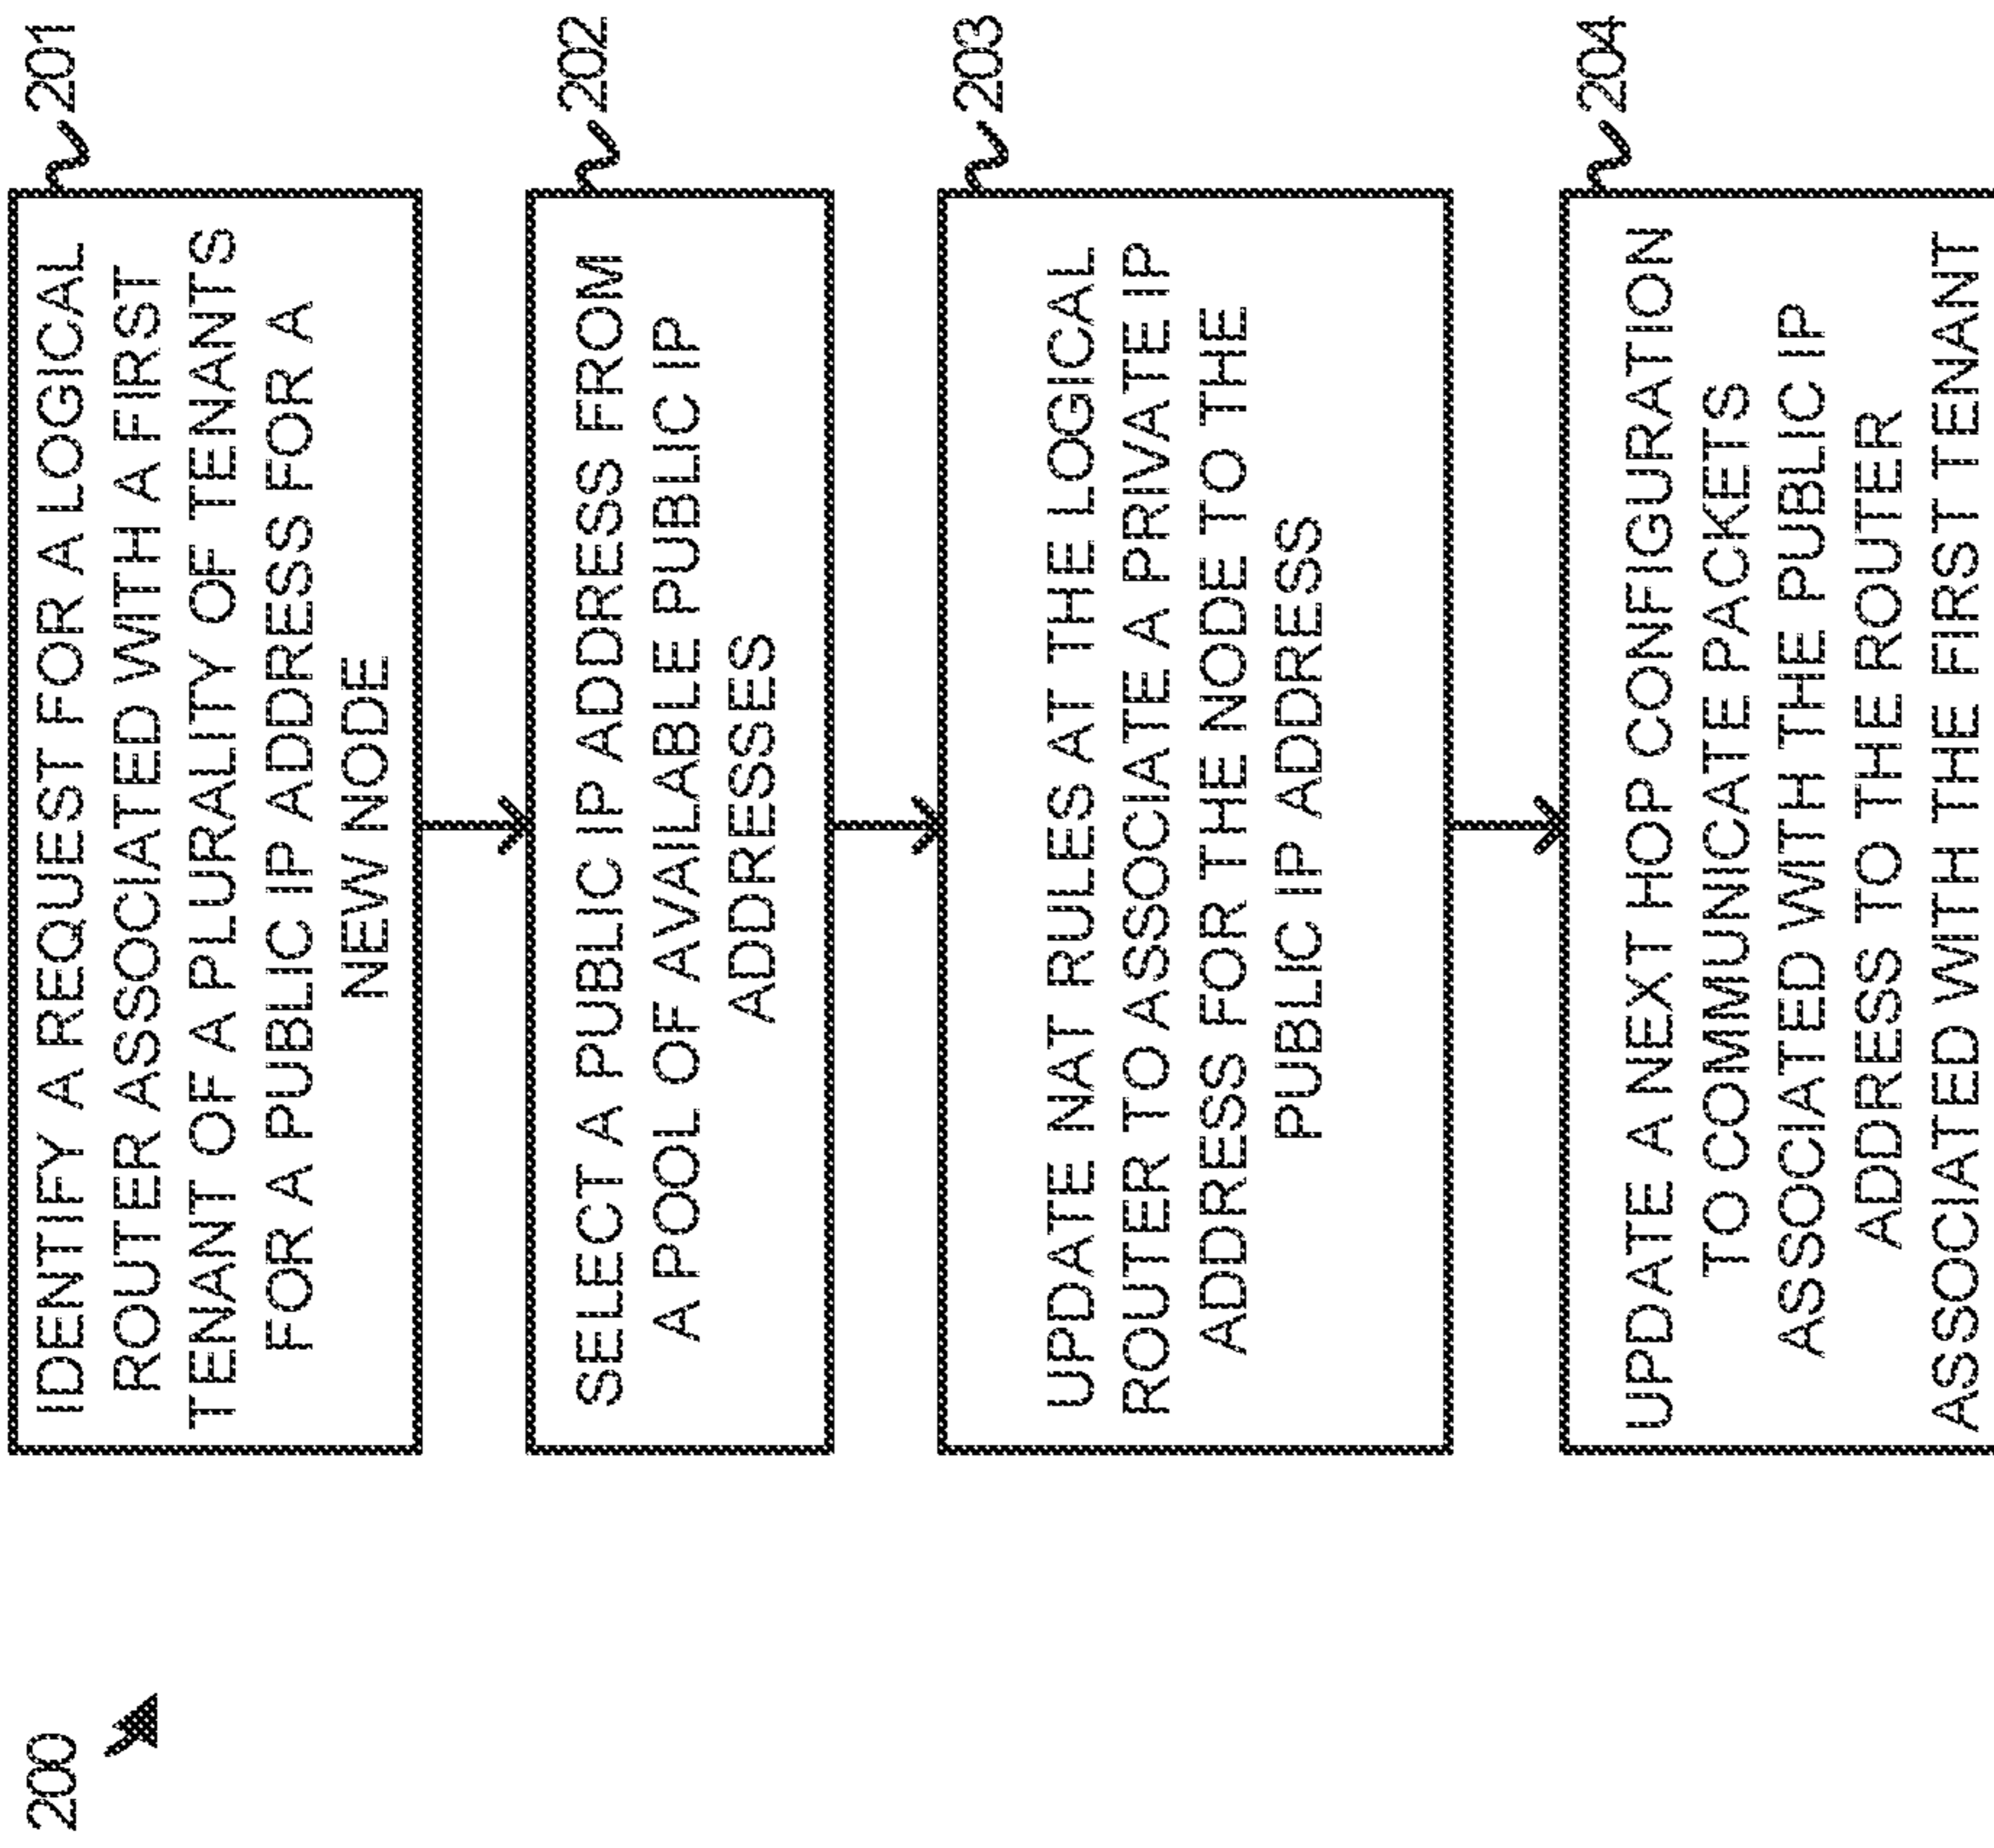 200
201
IDENTIFY A REQUEST FOR A LOGICAL
ROUTER ASSOCIATED WITH A FIRST
TENANT OF A PLURALITY OF TENANTS
FOR A PUBLIC IP ADDRESS FOR A
NEW NODE
202
SELECT A PUBLIC IP ADDRESS FROM
A POOL OF AVAILABLE PUBLIC IP
ADDRESSES
203
UPDATE NAT RULES AT THE LOGICAL
ROUTER TO ASSOCIATE A PRIVATE IP
ADDRESS FOR THE NODE TO THE
PUBLIC IP ADDRESS
204
UPDATE A NEXT HOP CONFIGURATION
TO COMMUNICATE PACKETS
ASSOCIATED WITH THE PUBLIC IP
ADDRESS TO THE ROUTER
ASSOCIATED WITH THE FIRST TENANT